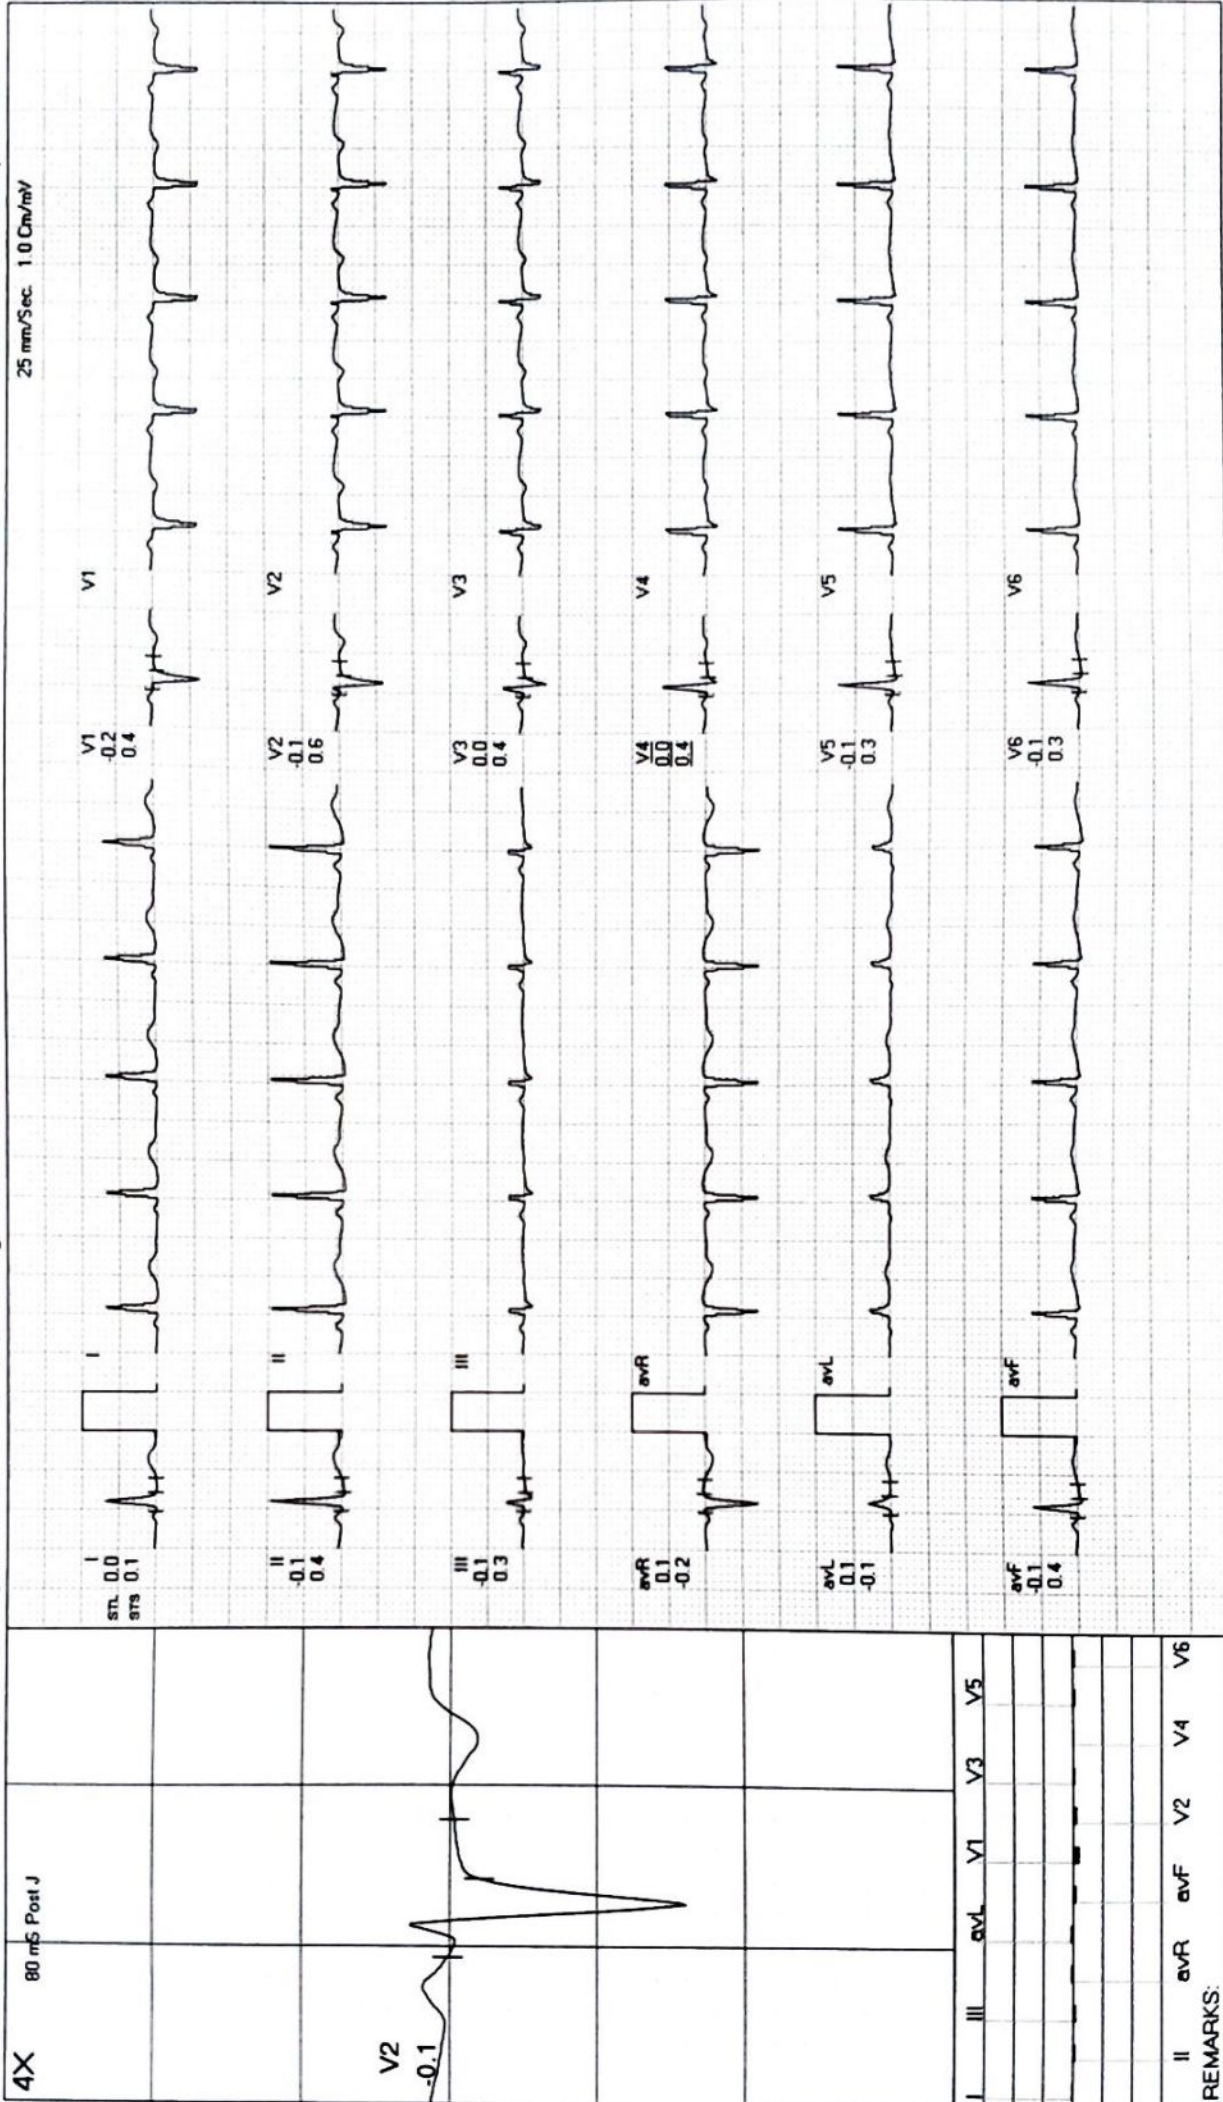 4X
80 mS Post J
25 mm/Sec. 1.0 Cm/mV
I
STL 0.0
STS 0.1
I
V1
-0.2
0.4
V1
II
-0.1
0.4
II
V2
-0.1
0.6
V2
V2
-0.1
III
-0.1
0.3
III
V3
0.0
0.4
V3
avR
0.1
-0.2
avR
V4
0.0
0.4
V4
avL
0.1
-0.1
avL
V5
-0.1
0.3
V5
avF
-0.1
0.4
avF
V6
-0.1
0.3
V6
I III avL V1 V3 V5
II avR avF V2 V4 V6
REMARKS: